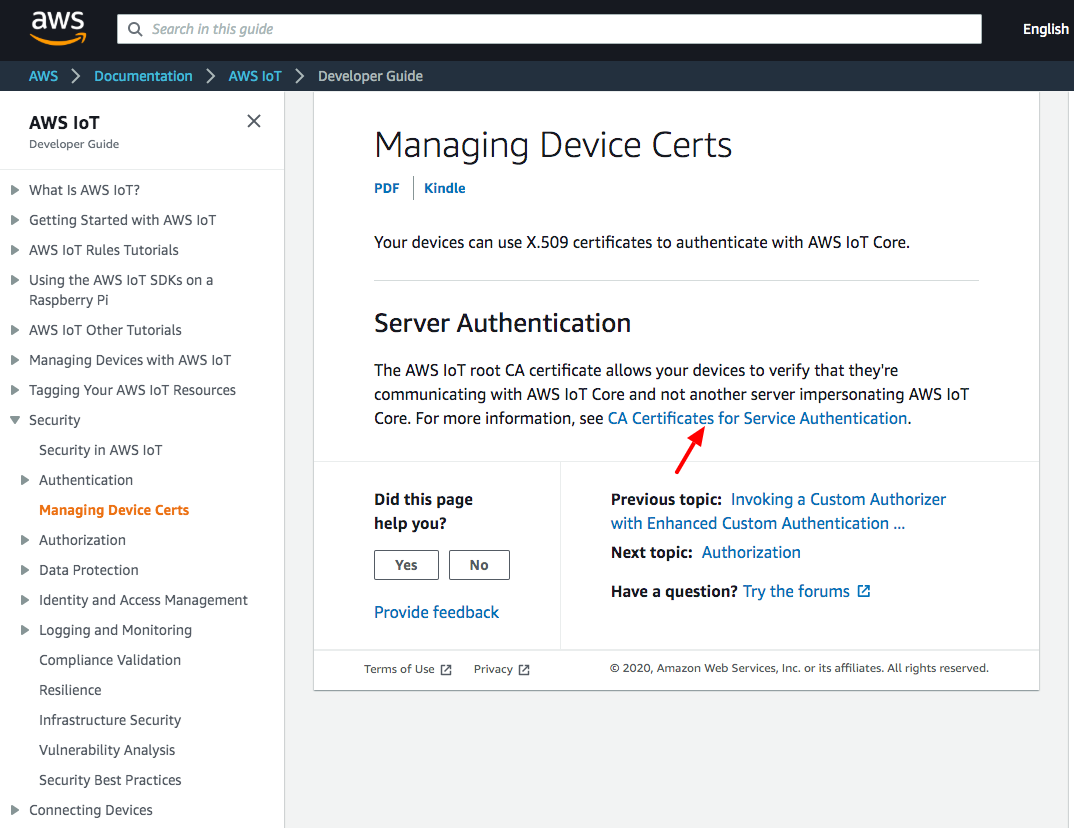 aws
Search in this guide
English
AWS
Documentation
AWS IoT
Developer Guide
AWS IoT
Developer Guide
What Is AWS IoT?
Getting Started with AWS IoT
AWS IoT Rules Tutorials
Using the AWS IoT SDKs on a
Raspberry Pi
AWS IoT Other Tutorials
Managing Devices with AWS IoT
Tagging Your AWS IoT Resources
Security
Security in AWS IoT
Authentication
Managing Device Certs
Authorization
Data Protection
Identity and Access Management
Logging and Monitoring
Compliance Validation
Resilience
Infrastructure Security
Vulnerability Analysis
Security Best Practices
Connecting Devices
Managing Device Certs
PDF
Kindle
Your devices can use X.509 certificates to authenticate with AWS IoT Core.
Server Authentication
The AWS IoT root CA certificate allows your devices to verify that they're
communicating with AWS IoT Core and not another server impersonating AWS IoT
Core. For more information, see CA Certificates for Service Authentication.
Did this page
help you?
Yes
No
Provide feedback
Previous topic: Invoking a Custom Authorizer
with Enhanced Custom Authentication ...
Next topic: Authorization
Have a question? Try the forums
Terms of Use
Privacy
© 2020, Amazon Web Services, Inc. or its affiliates. All rights reserved.